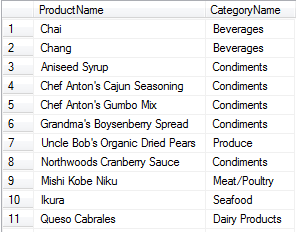 ProductName CategoryName
1 Chai Beverages
2 Chang Beverages
3 Aniseed Syrup Condiments
4 Chef Anton's Cajun Seasoning Condiments
5 Chef Anton's Gumbo Mix Condiments
6 Grandma's Boysenberry Spread Condiments
7 Uncle Bob's Organic Dried Pears Produce
8 Northwoods Cranberry Sauce Condiments
9 Mishi Kobe Niku Meat/Poultry
10 Ikura Seafood
11 Queso Cabrales Dairy Products